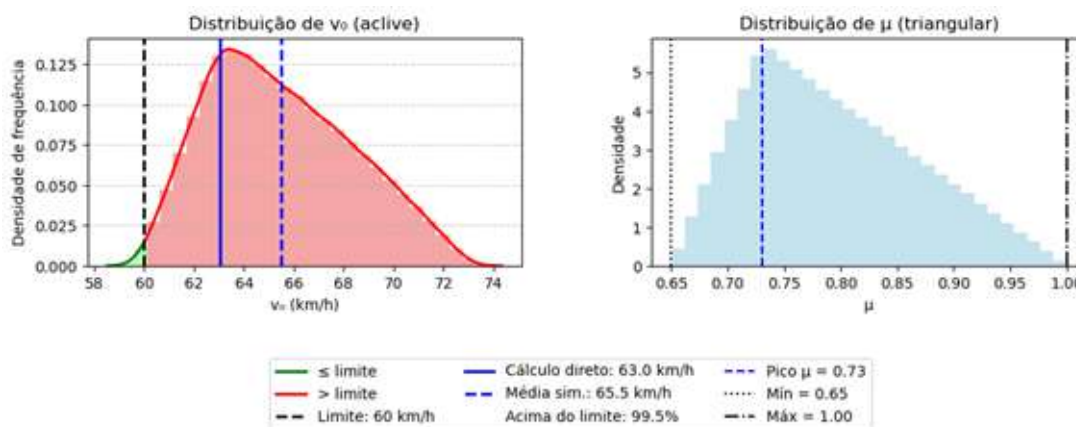 Distribuição de v₀ (aclive)
Densidade de frequência
0.125
0.100
0.075
0.050
0.025
0.000
58 60 62 64 66 68 70 72 74
v₀ (km/h)
Distribuição de μ (triangular)
Densidade
5
4
3
2
1
0
0.65 0.70 0.75 0.80 0.85 0.90 0.95 1.00
μ
≤ limite
> limite
Limite: 60 km/h
Cálculo direto: 63.0 km/h
Média sim.: 65.5 km/h
Acima do limite: 99.5%
Pico μ = 0.73
Mín = 0.65
Máx = 1.00